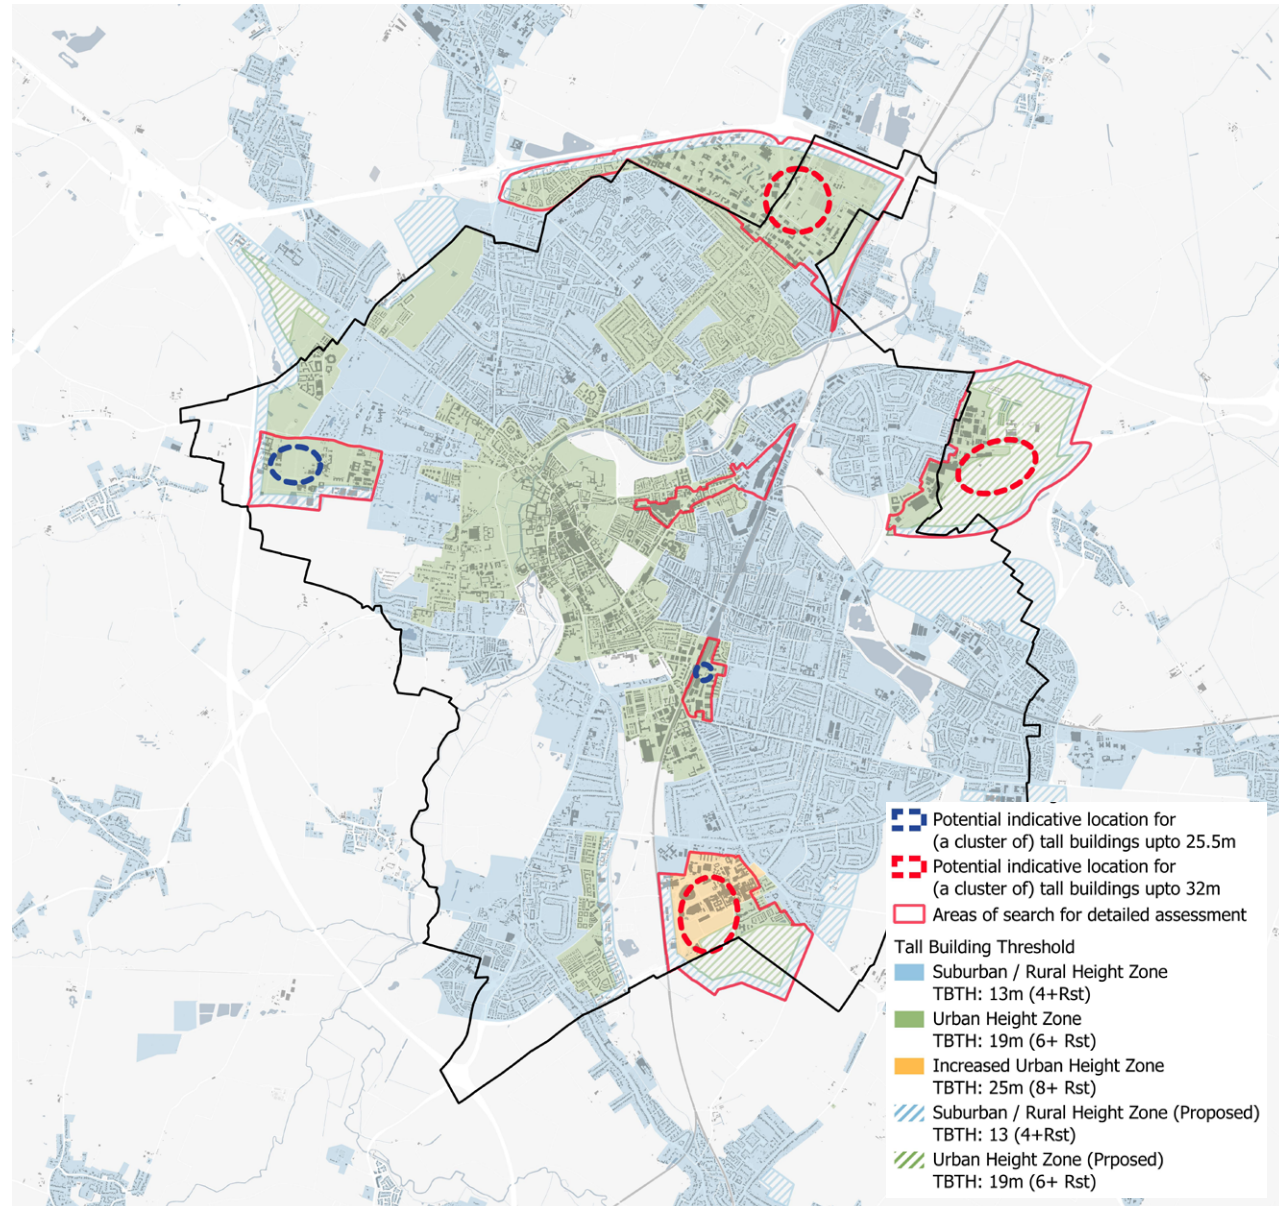 Potential indicative location for
(a cluster of) tall buildings upto 25.5m
Potential indicative location for
(a cluster of) tall buildings upto 32m
Areas of search for detailed assessment
Tall Building Threshold
Suburban / Rural Height Zone
TBTH: 13m (4+Rst)
Urban Height Zone
TBTH: 19m (6+ Rst)
Increased Urban Height Zone
TBTH: 25m (8+ Rst)
Suburban / Rural Height Zone (Proposed)
TBTH: 13 (4+Rst)
Urban Height Zone (Prposed)
TBTH: 19m (6+ Rst)